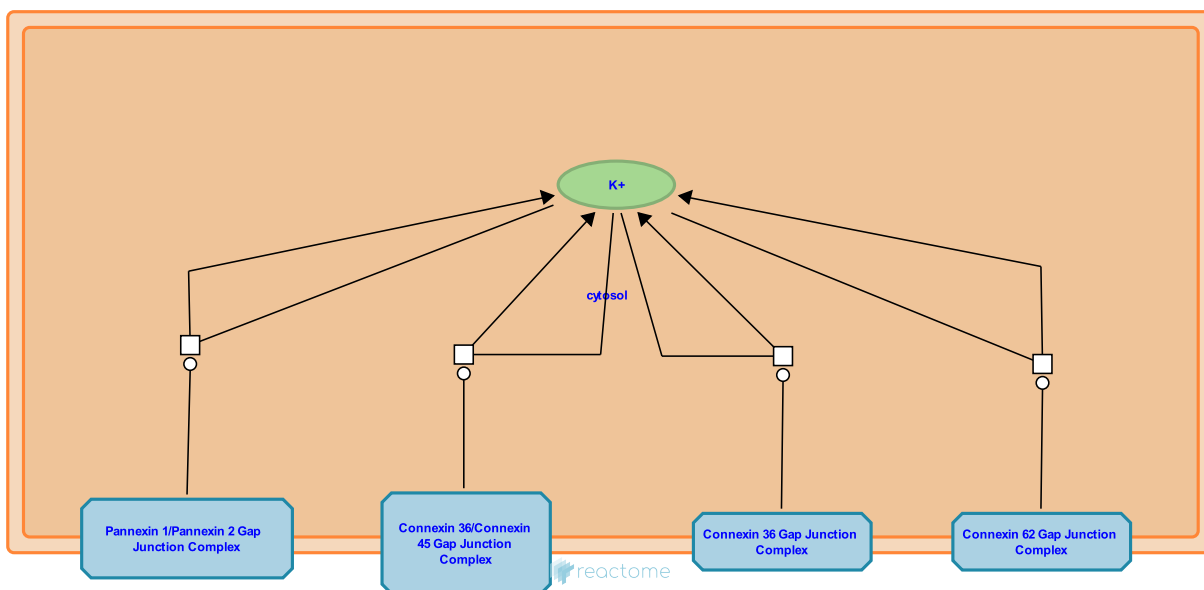 K+
cytosol
Pannexin 1/Pannexin 2 Gap
Junction Complex
Connexin 36/Connexin
45 Gap Junction
Complex
Connexin 36 Gap Junction
Complex
Connexin 62 Gap Junction
Complex
reactome